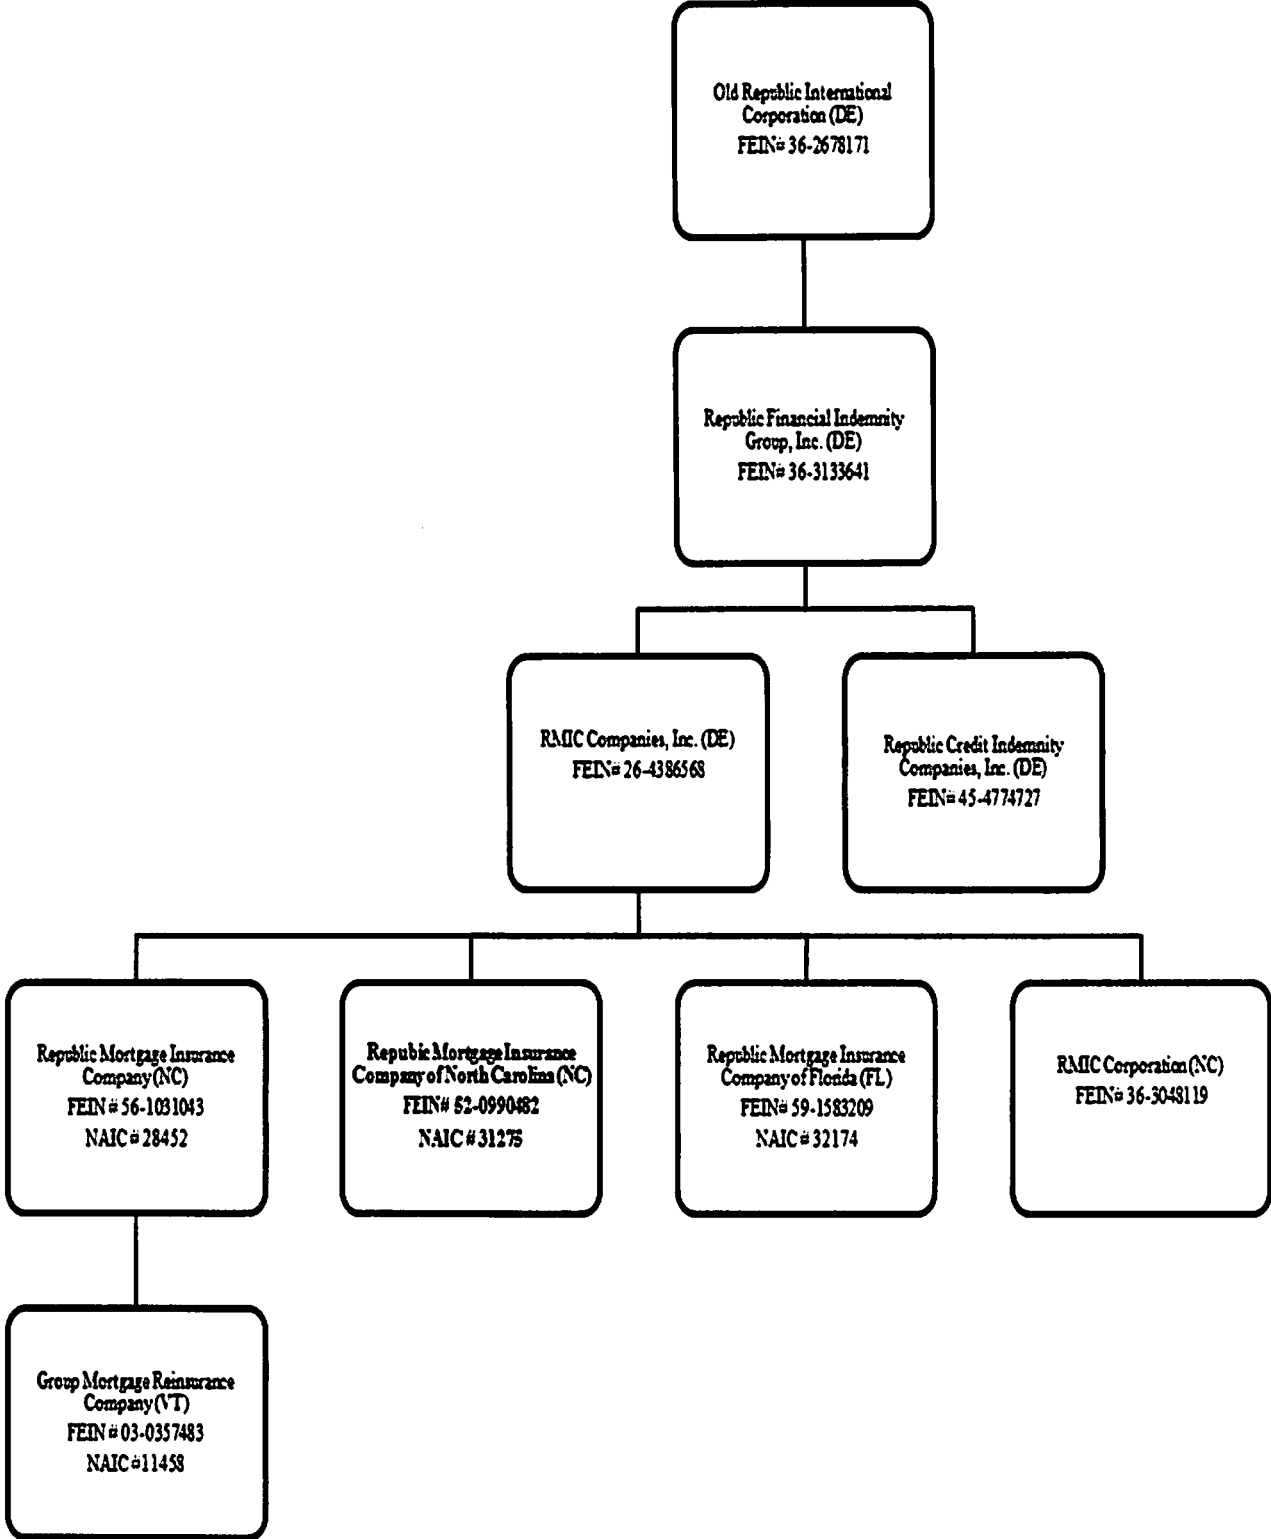 Old Republic International
Corporation (DE)
FEIN# 36-2678171
Republic Financial Indemnity
Group, Inc. (DE)
FEIN# 36-3133641
RMIC Companies, Inc. (DE)
FEIN# 26-4386568
Republic Credit Indemnity
Companies, Inc. (DE)
FEIN# 45-4774727
Republic Mortgage Insurance
Company (NC)
FEIN # 56-1031043
NAIC # 28452
Repubic Mortgage Insurance
Company of North Carolina (NC)
FEIN# 52-0990482
NAIC # 31275
Republic Mortgage Insurance
Company of Florida (FL)
FEIN# 59-1583209
NAIC # 32174
RMIC Corporation (NC)
FEIN# 36-3048119
Group Mortgage Reinsurance
Company (VT)
FEIN # 03-0357483
NAIC #11458